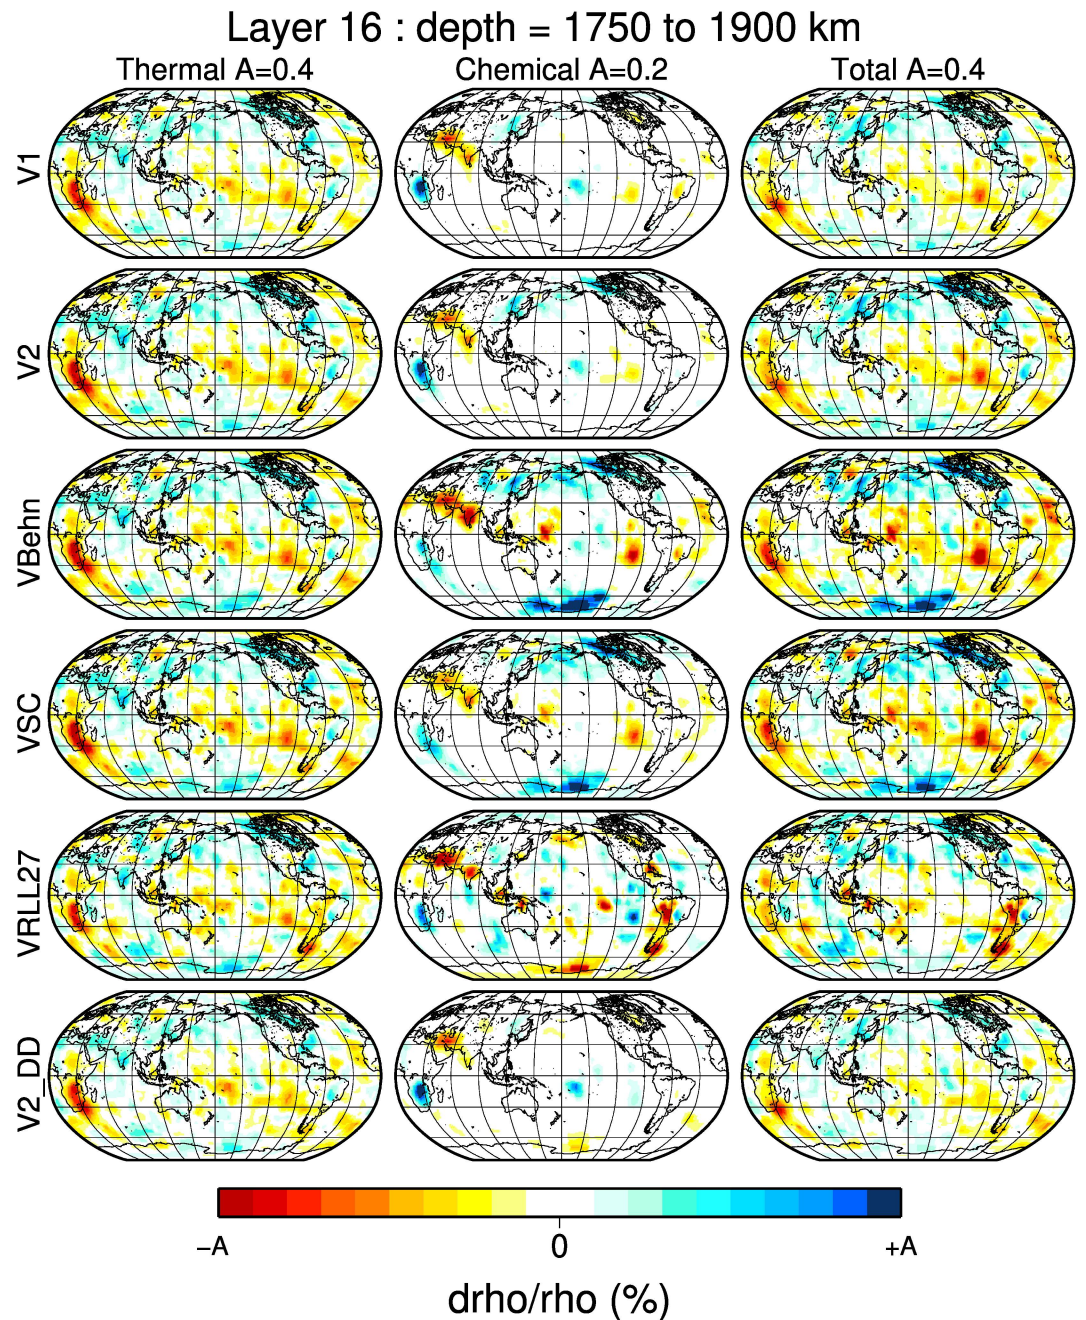 Layer 16 : depth = 1750 to 1900 km
Thermal A=0.4 Chemical A=0.2 Total A=0.4
V1
V2
VBehn
VSC
VRLL27
V2_DD
−A 0 +A
drho/rho (%)